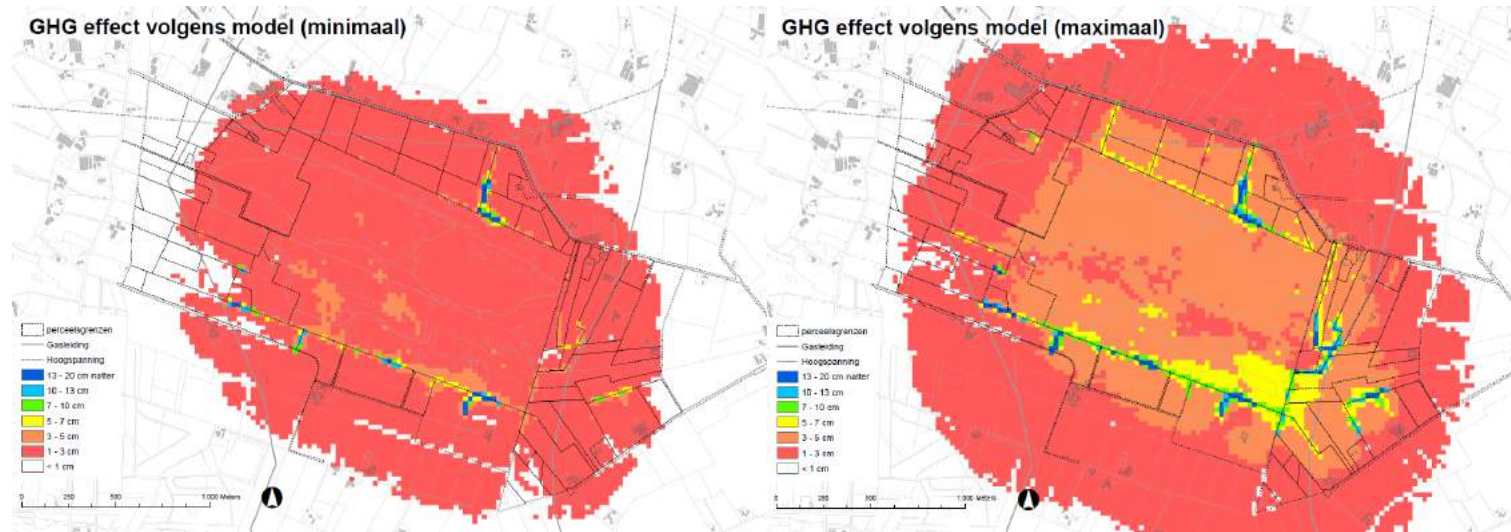 GHG effect volgens model (minimaal)
perceelsgrenzen
Gasleiding
Hoogspanning
13 - 20 cm natter
10 - 13 cm
7 - 10 cm
5 - 7 cm
3 - 5 cm
1 - 3 cm
< 1 cm
0 250 500 1.000 Meters
GHG effect volgens model (maximaal)
perceelsgrenzen
Gasleiding
Hoogspanning
13 - 20 cm natter
10 - 13 cm
7 - 10 cm
5 - 7 cm
3 - 5 cm
1 - 3 cm
< 1 cm
0 250 500 1.000 Meters